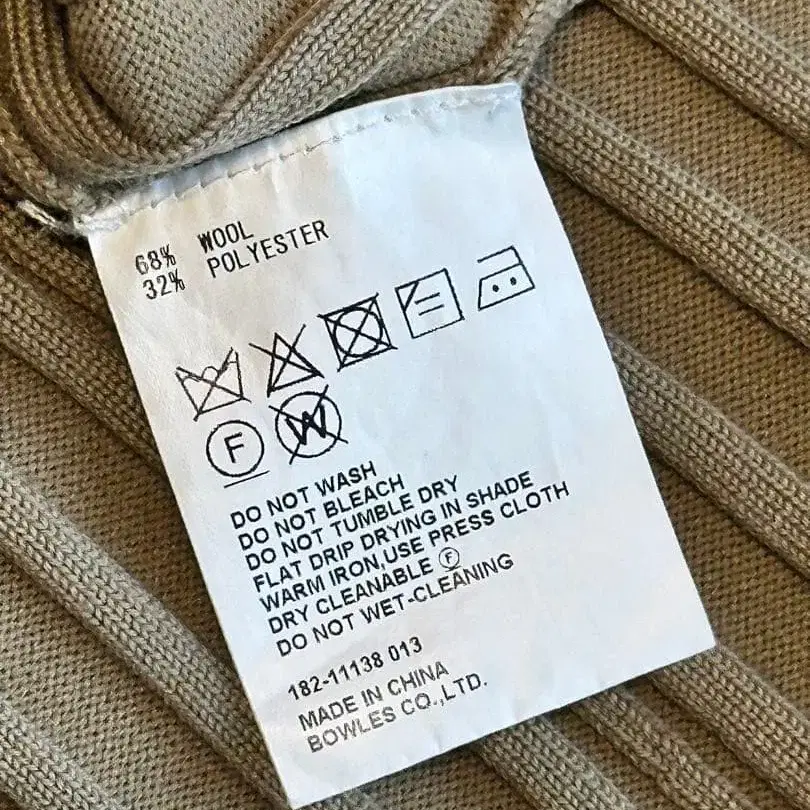 68% WOOL
32% POLYESTER
F W
DO NOT WASH
DO NOT BLEACH
DO NOT TUMBLE DRY
FLAT DRIP DRYING IN SHADE
WARM IRON,USE PRESS CLOTH
DRY CLEANABLE Ⓕ
DO NOT WET-CLEANING
182-11138 013
MADE IN CHINA
BOWLES CO.,LTD.